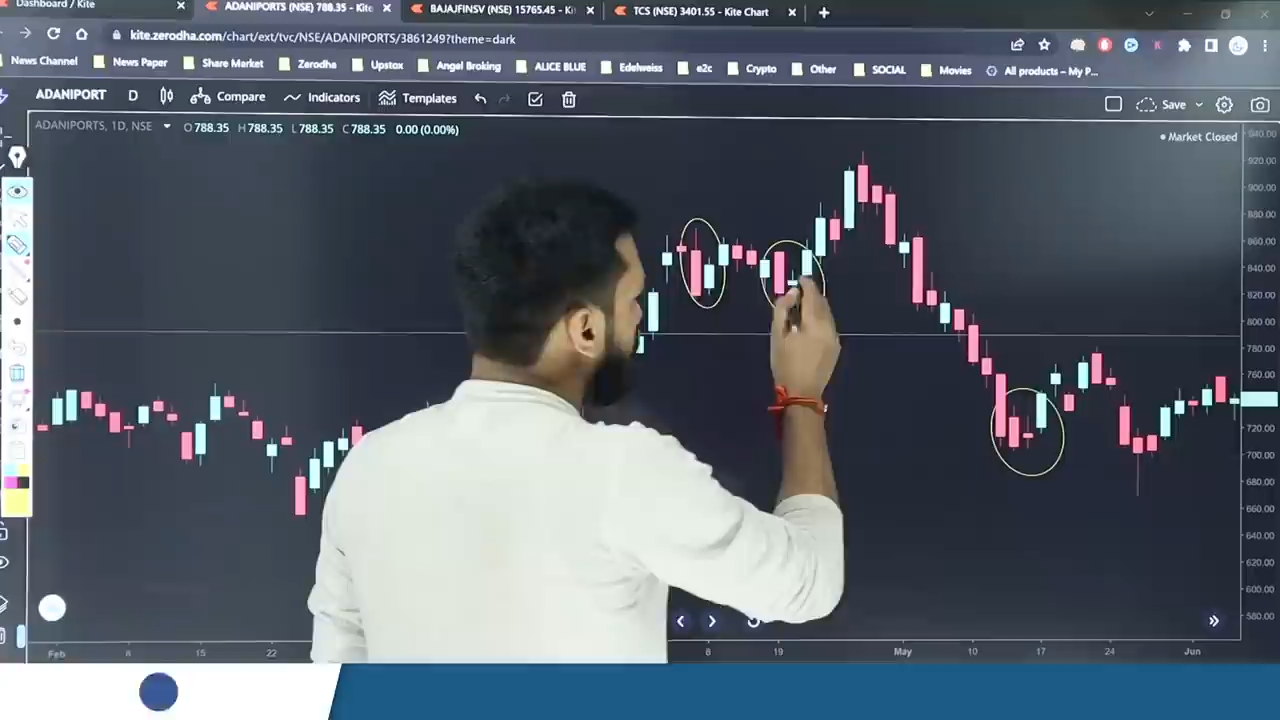 Dashboard / Kite
ADANIPORTS (NSE) 788.35 - Kite
BAJAJFINSV (NSE) 15765.45 - Ki
TCS (NSE) 3401.55 - Kite Chart
kite.zerodha.com/chart/ext/tvc/NSE/ADANIPORTS/3861249?theme=dark
News Channel News Paper Share Market Zerodha Upstox Angel Broking ALICE BLUE Edelweiss e2c Crypto Other SOCIAL Movies All products – My P...
ADANIPORT D Compare Indicators Templates Save
ADANIPORTS, 1D, NSE O 788.35 H 788.35 L 788.35 C 788.35 0.00 (0.00%)
Market Closed
940.00
920.00
900.00
880.00
860.00
840.00
820.00
800.00
780.00
760.00
720.00
700.00
680.00
660.00
640.00
620.00
600.00
580.00
Feb 8 15 22 8 19 May 10 17 24 Jun